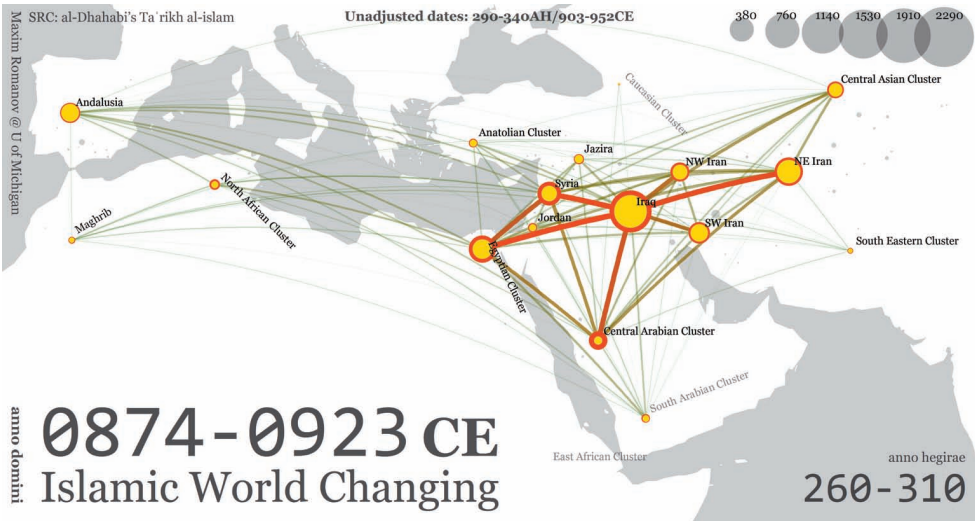 SRC: al-Dhahabi's Taʾrikh al-islam
Unadjusted dates: 290-340AH/903-952CE
380 760 1140 1530 1910 2290
Maxim Romanov @ U of Michigan
Caucasian Cluster
Central Asian Cluster
Andalusia
Anatolian Cluster
Jazira
NW Iran
NE Iran
North African Cluster
Syria
Iraq
Maghrib
Jordan
SW Iran
South Eastern Cluster
Egyptian Cluster
Central Arabian Cluster
South Arabian Cluster
East African Cluster
anno domini
0874-0923 CE
Islamic World Changing
anno hegirae
260-310